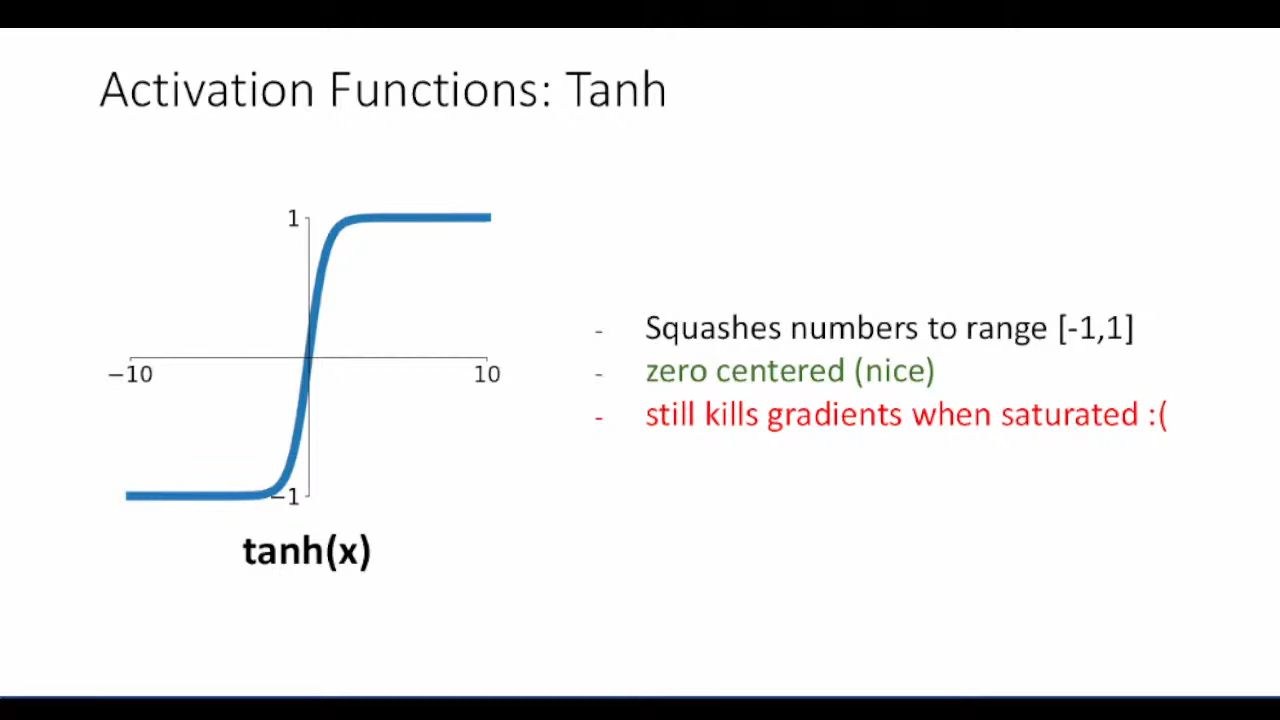 Activation Functions: Tanh
1
−10
10
−1
tanh(x)
- Squashes numbers to range [-1,1]
- zero centered (nice)
- still kills gradients when saturated :(